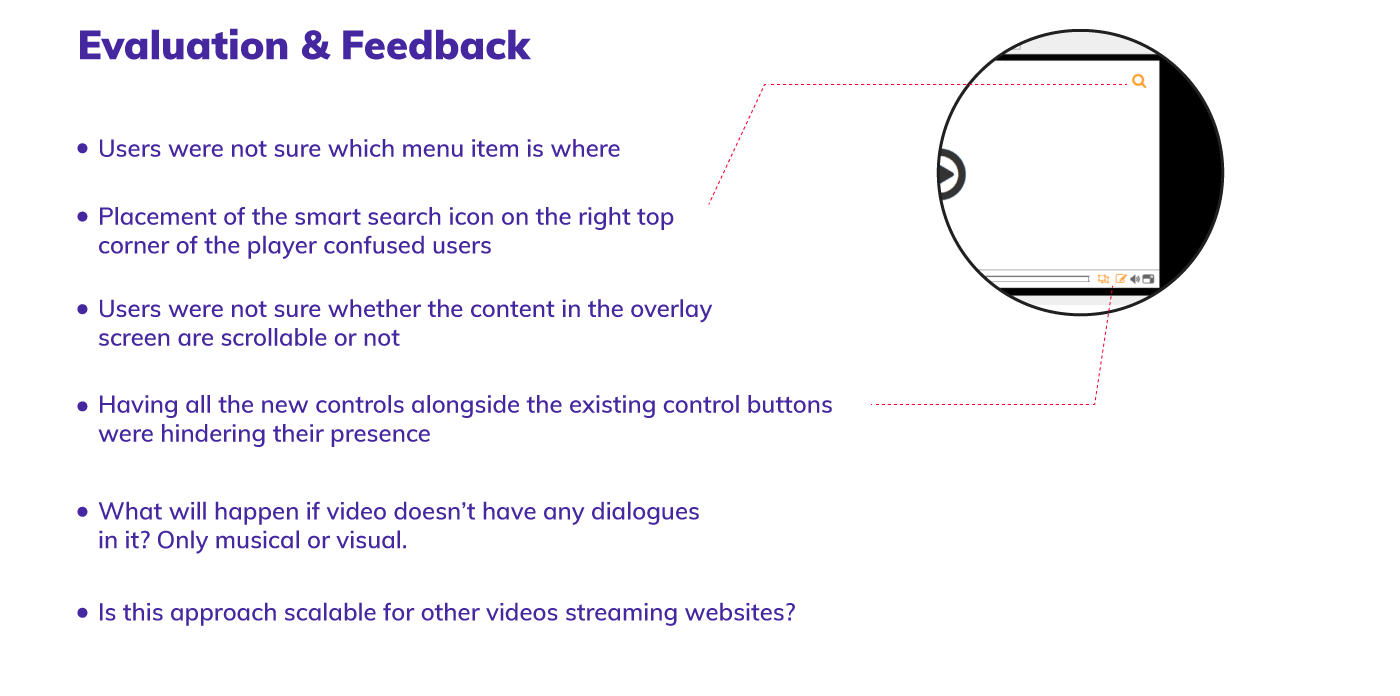 Evaluation & Feedback
Users were not sure which menu item is where
Placement of the smart search icon on the right top
corner of the player confused users
Users were not sure whether the content in the overlay
screen are scrollable or not
Having all the new controls alongside the existing control buttons
were hindering their presence
What will happen if video doesn’t have any dialogues
in it? Only musical or visual.
Is this approach scalable for other videos streaming websites?